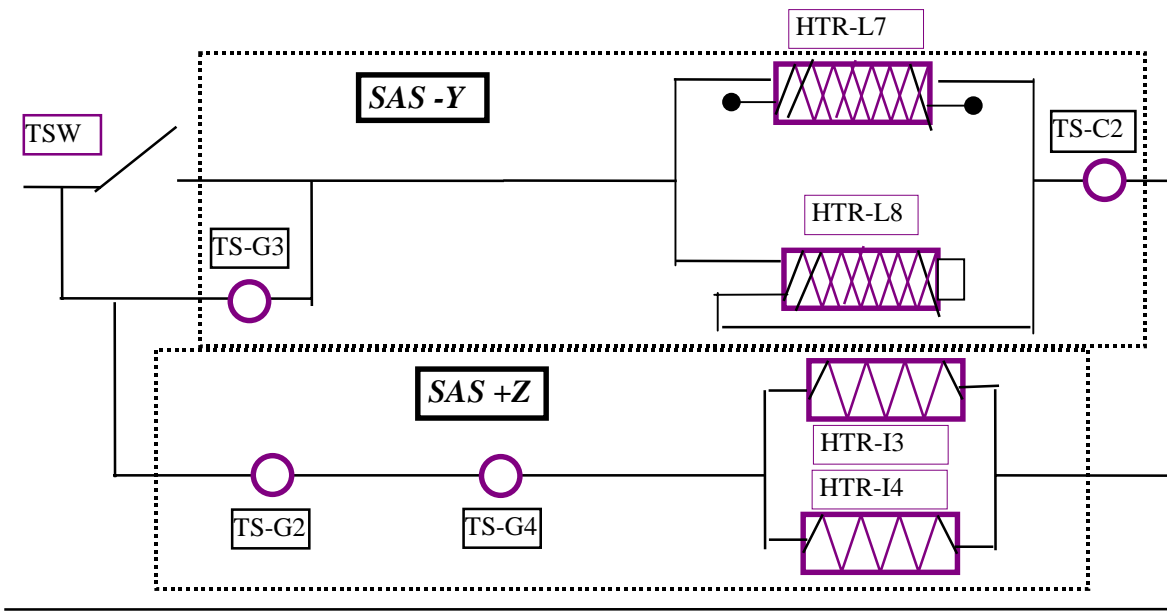 HTR-L7
SAS -Y
TSW
TS-C2
HTR-L8
TS-G3
SAS +Z
HTR-I3
HTR-I4
TS-G2
TS-G4